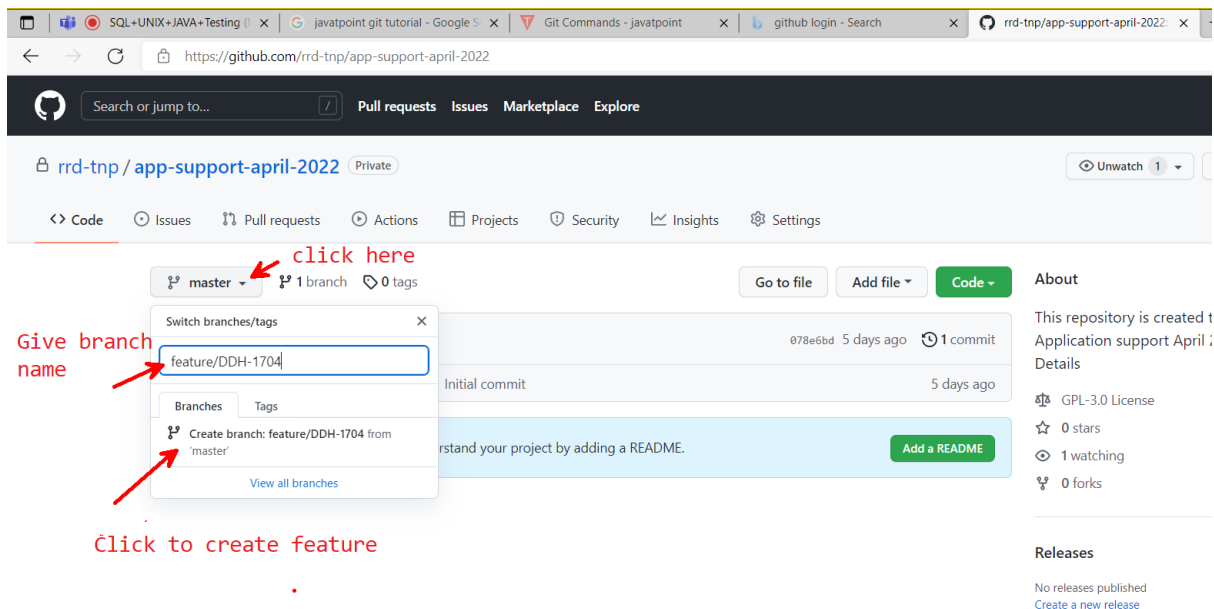 SQL+UNIX+JAVA+Testing (
javatpoint git tutorial - Google S
Git Commands - javatpoint
github login - Search
rrd-tnp/app-support-april-2022:
https://github.com/rrd-tnp/app-support-april-2022
Search or jump to...
/
Pull requests Issues Marketplace Explore
rrd-tnp / app-support-april-2022 Private
Unwatch 1
<> Code Issues Pull requests Actions Projects Security Insights Settings
click here
master 1 branch 0 tags
Go to file Add file Code
About
Switch branches/tags
This repository is created
Give branch
name
078e6bd 5 days ago 1 commit
Application support April
feature/DDH-1704
Details
Initial commit 5 days ago
GPL-3.0 License
Branches Tags
0 stars
Create branch: feature/DDH-1704 from
'master'
rstand your project by adding a README.
Add a README
1 watching
View all branches
0 forks
Click to create feature
Releases
No releases published
Create a new release